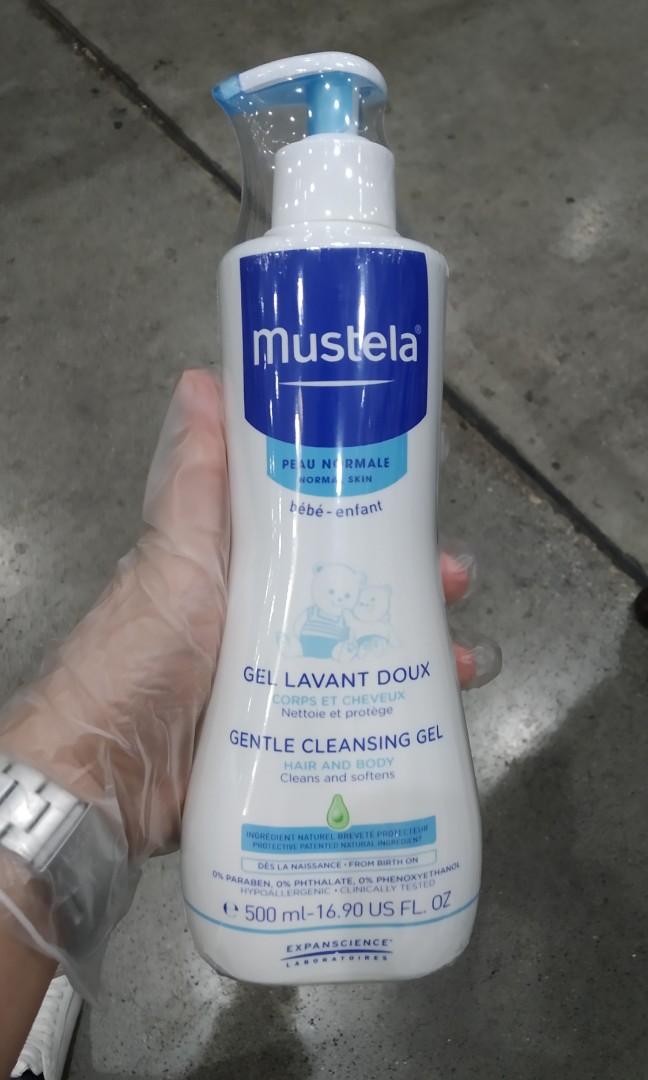 mustela®
PEAU NORMALE
NORMAL SKIN
bébé - enfant
GEL LAVANT DOUX
CORPS ET CHEVEUX
Nettoie et protège
GENTLE CLEANSING GEL
HAIR AND BODY
Cleans and softens
INGRÉDIENT NATUREL BREVETÉ PROTECTEUR
PROTECTIVE PATENTED NATURAL INGREDIENT
DÈS LA NAISSANCE • FROM BIRTH ON
0% PARABEN, 0% PHTHALATE, 0% PHENOXYETHANOL
HYPOALLERGENIC • CLINICALLY TESTED
℮ 500 ml-16.90 US FL. OZ
EXPANSCIENCE®
LABORATOIRES